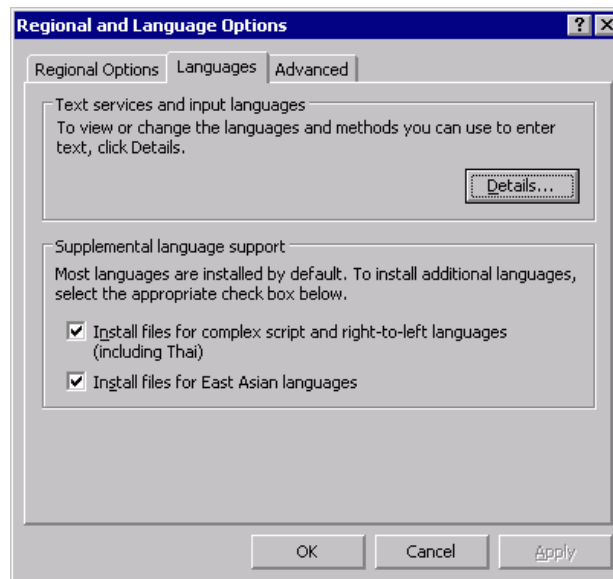 Regional and Language Options
Regional Options Languages Advanced
Text services and input languages
To view or change the languages and methods you can use to enter
text, click Details.
Details...
Supplemental language support
Most languages are installed by default. To install additional languages,
select the appropriate check box below.
Install files for complex script and right-to-left languages
(including Thai)
Install files for East Asian languages
OK Cancel Apply